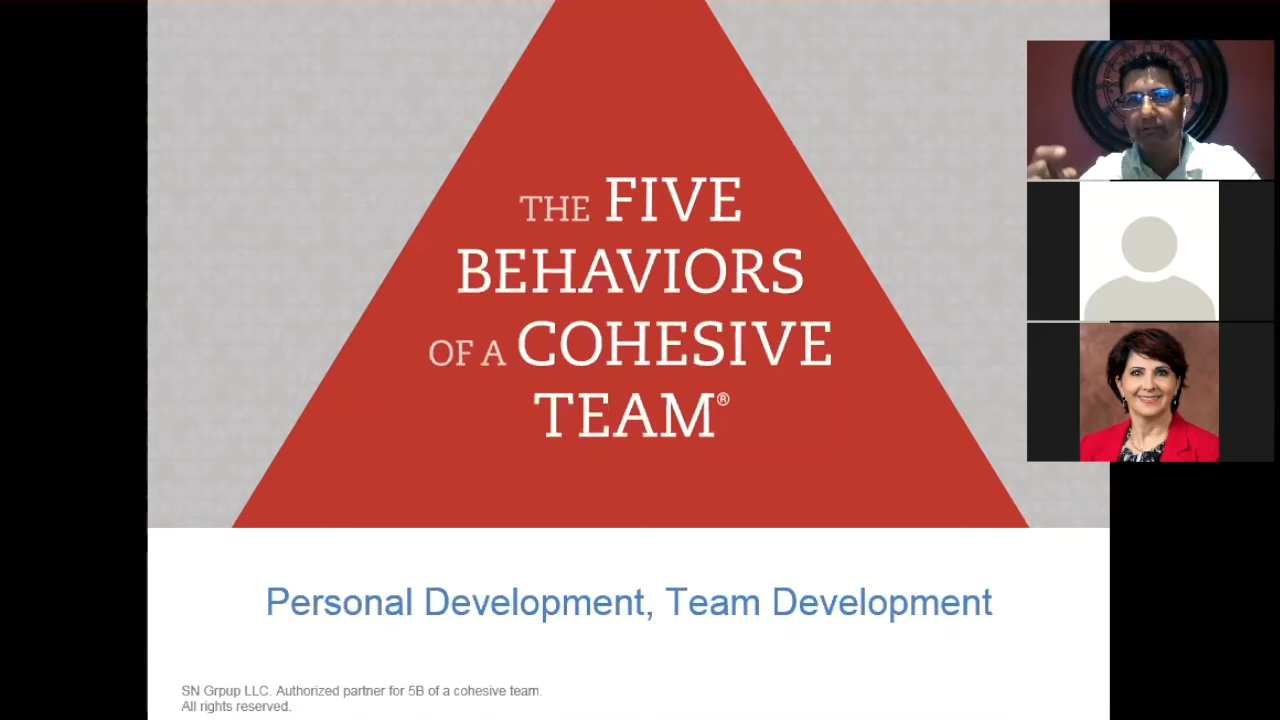 THE FIVE
BEHAVIORS
OF A COHESIVE
TEAM®
Personal Development, Team Development
SN Grpup LLC. Authorized partner for 5B of a cohesive team.
All rights reserved.